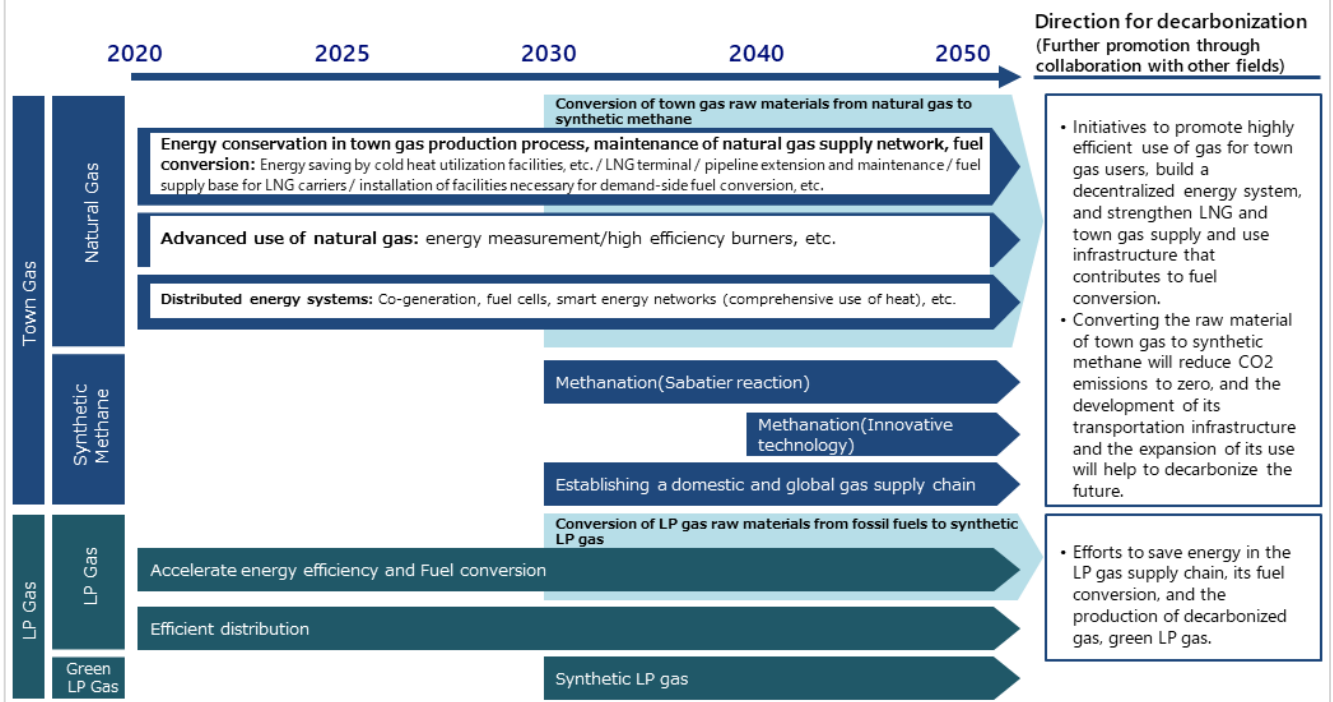 Direction for decarbonization
(Further promotion through
collaboration with other fields)
2020
2025
2030
2040
2050
Town Gas
Natural Gas
Conversion of town gas raw materials from natural gas to
synthetic methane
Energy conservation in town gas production process, maintenance of natural gas supply network, fuel
conversion: Energy saving by cold heat utilization facilities, etc. / LNG terminal / pipeline extension and maintenance / fuel
supply base for LNG carriers / installation of facilities necessary for demand-side fuel conversion, etc.
Advanced use of natural gas: energy measurement/high efficiency burners, etc.
Distributed energy systems: Co-generation, fuel cells, smart energy networks (comprehensive use of heat), etc.
Synthetic
Methane
Methanation(Sabatier reaction)
Methanation(Innovative
technology)
Establishing a domestic and global gas supply chain
• Initiatives to promote highly
efficient use of gas for town
gas users, build a
decentralized energy system,
and strengthen LNG and
town gas supply and use
infrastructure that
contributes to fuel
conversion.
• Converting the raw material
of town gas to synthetic
methane will reduce CO2
emissions to zero, and the
development of its
transportation infrastructure
and the expansion of its use
will help to decarbonize the
future.
LP Gas
LP Gas
Conversion of LP gas raw materials from fossil fuels to synthetic
LP gas
Accelerate energy efficiency and Fuel conversion
Efficient distribution
Green
LP Gas
Synthetic LP gas
• Efforts to save energy in the
LP gas supply chain, its fuel
conversion, and the
production of decarbonized
gas, green LP gas.